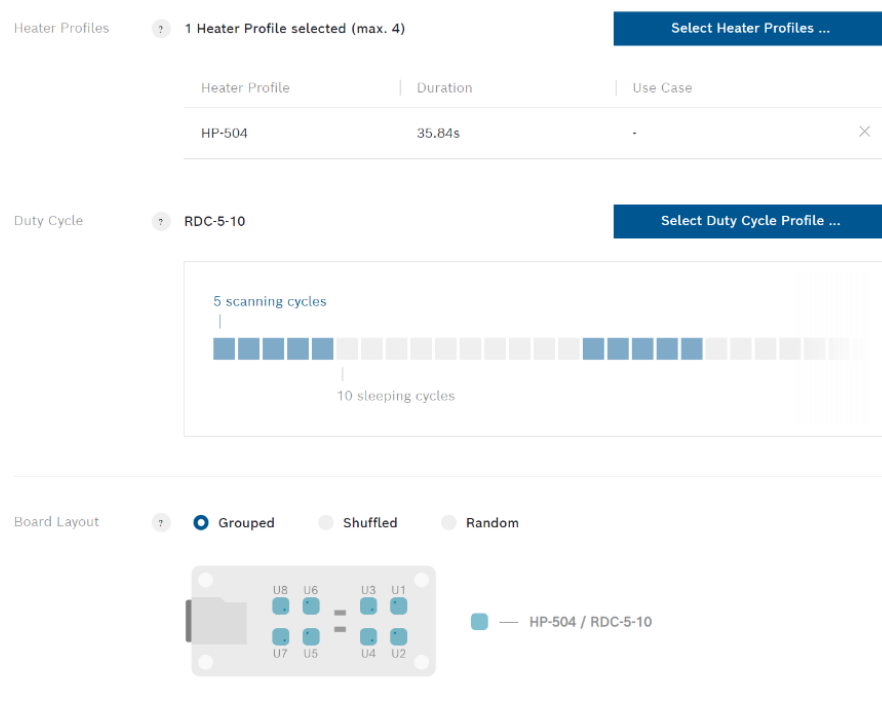 Heater Profiles ? 1 Heater Profile selected (max. 4) Select Heater Profiles ...
Heater Profile Duration Use Case
HP-504 35.84s -
Duty Cycle ? RDC-5-10 Select Duty Cycle Profile ...
5 scanning cycles
10 sleeping cycles
Board Layout ? Grouped Shuffled Random
U8 U6 U3 U1
HP-504 / RDC-5-10
U7 U5 U4 U2